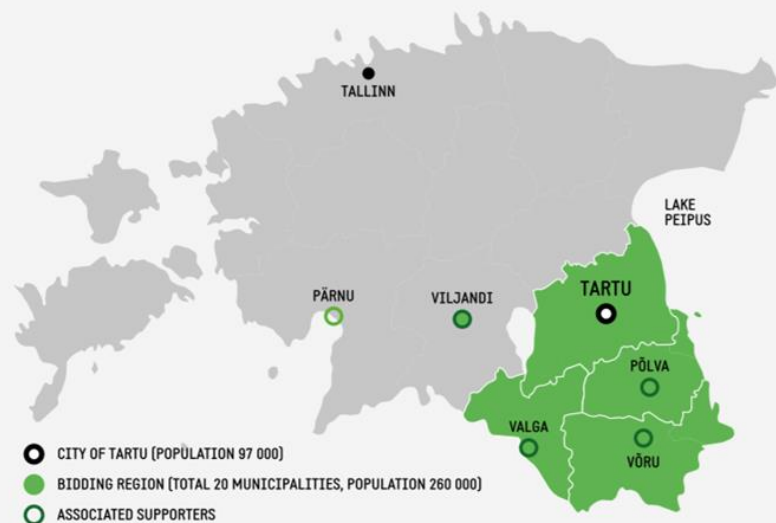 TALLINN
LAKE
PEIPUS
TARTU
PÄRNU
VILJANDI
PÕLVA
VALGA
VÕRU
CITY OF TARTU (POPULATION 97 000)
BIDDING REGION (TOTAL 20 MUNICIPALITIES, POPULATION 260 000)
ASSOCIATED SUPPORTERS